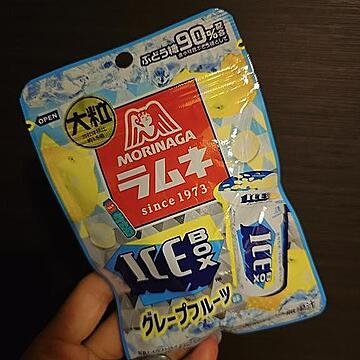 ぶどう糖90%配合
OPEN
大粒
MORINAGA
ラムネ
since 1973
ICE
BOX
グレープフルーツ味
ICE
BOX